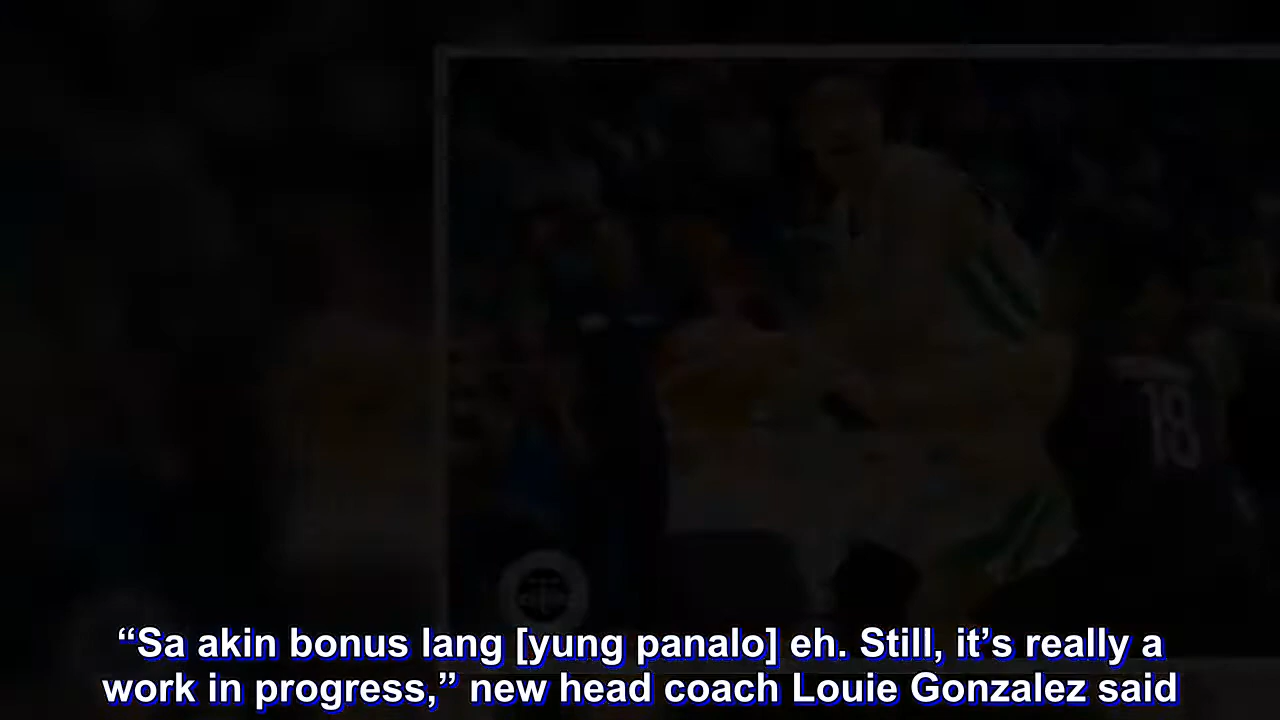 18
“Sa akin bonus lang [yung panalo] eh. Still, it’s really a
work in progress,” new head coach Louie Gonzalez said